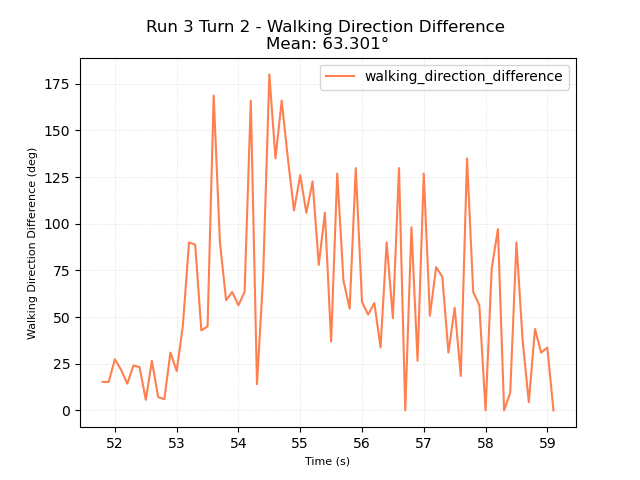 Run 3 Turn 2 - Walking Direction Difference
Mean: 63.301°
walking_direction_difference
Walking Direction Difference (deg)
175
150
125
100
75
50
25
0
52 53 54 55 56 57 58 59
Time (s)